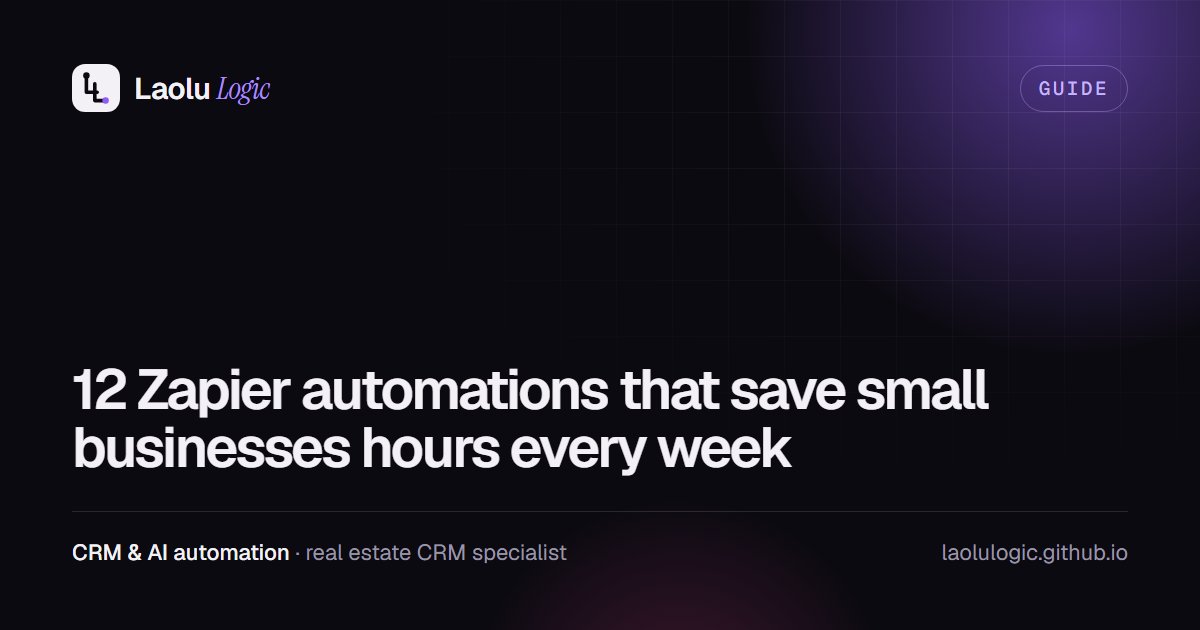 Laolu Logic
GUIDE
12 Zapier automations that save small
businesses hours every week
CRM & AI automation · real estate CRM specialist
laolulogic.github.io